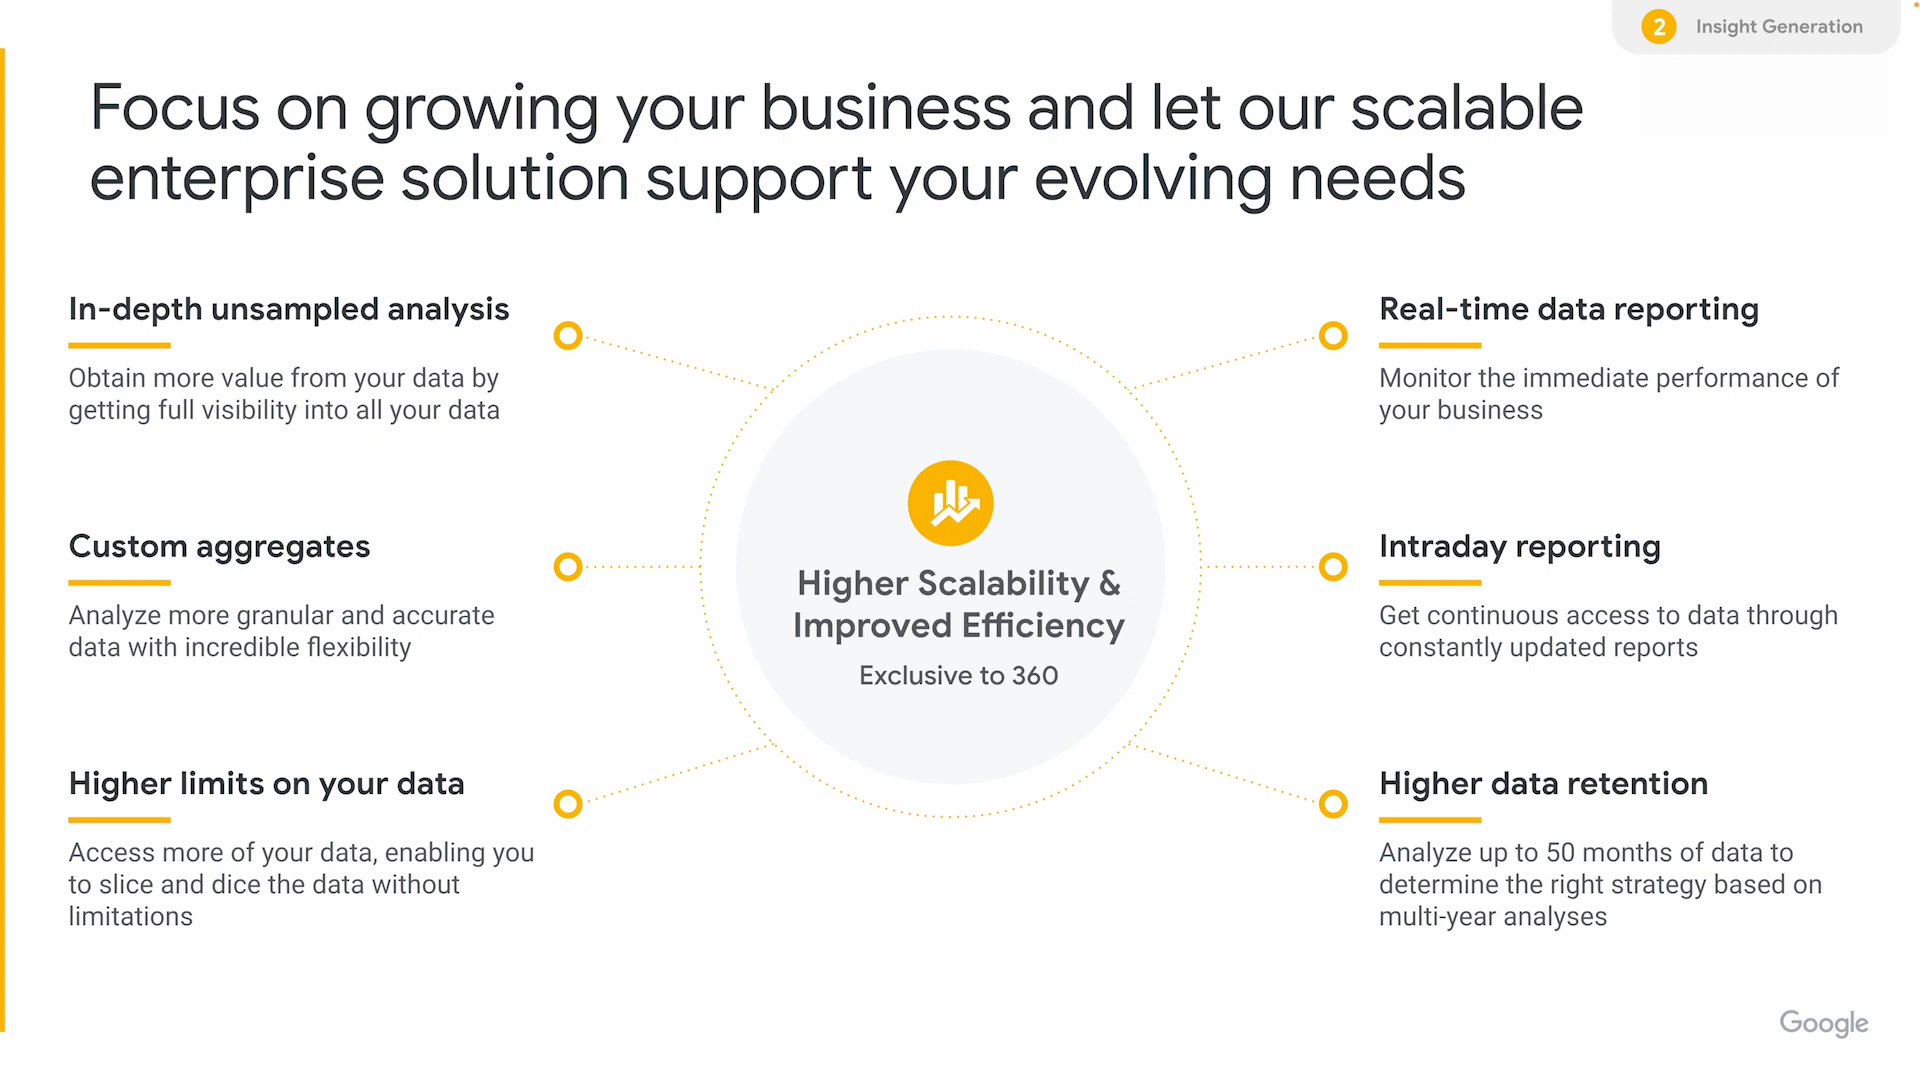 2 Insight Generation
Focus on growing your business and let our scalable
enterprise solution support your evolving needs
In-depth unsampled analysis
Obtain more value from your data by
getting full visibility into all your data
Custom aggregates
Analyze more granular and accurate
data with incredible flexibility
Higher limits on your data
Access more of your data, enabling you
to slice and dice the data without
limitations
Higher Scalability &
Improved Efficiency
Exclusive to 360
Real-time data reporting
Monitor the immediate performance of
your business
Intraday reporting
Get continuous access to data through
constantly updated reports
Higher data retention
Analyze up to 50 months of data to
determine the right strategy based on
multi-year analyses
Google